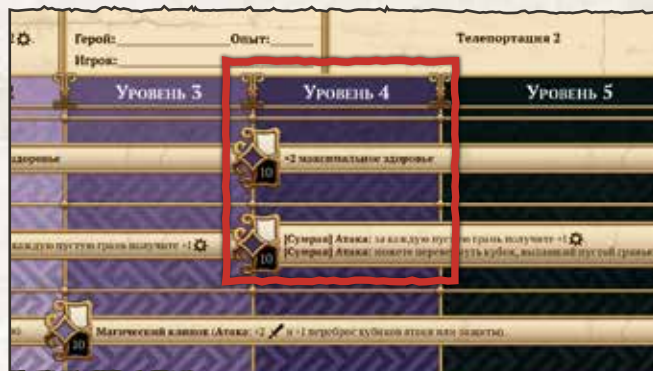 2
Герой: Опыт:
Игрок:
Телепортация 2
Уровень 3 Уровень 4 Уровень 5
здоровье
10 +2 максимальное здоровье
каждую пустую грань получите +1
10 [Сумрак] Атака: за каждую пустую грань получите +1
[Сумрак] Атака: можете перевернуть кубик, выпавший пустой гранью
10 Магический клинок (Атака: +2 и +1 переброс кубиков атаки или защиты).